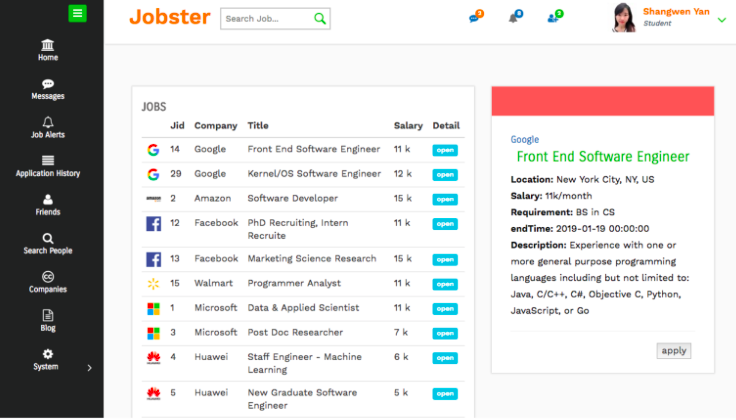 Jobster
Search Job...
3
8
2
Shangwen Yan
Student
Home
Messages
Job Alerts
Application History
Friends
Search People
Companies
Blog
System
JOBS
Jid Company Title Salary Detail
14 Google Front End Software Engineer 11 k open
29 Google Kernel/OS Software Engineer 12 k open
amazon 2 Amazon Software Developer 15 k open
12 Facebook PhD Recruiting, Intern 11 k open
Recruite
13 Facebook Marketing Science Research 15 k open
15 Walmart Programmer Analyst 11 k open
1 Microsoft Data & Applied Scientist 11 k open
3 Microsoft Post Doc Researcher 7 k open
4 Huawei Staff Engineer - Machine 6 k open
Learning
5 Huawei New Graduate Software 5 k open
Engineer
Google
Front End Software Engineer
Location: New York City, NY, US
Salary: 11k/month
Requirement: BS in CS
endTime: 2019-01-19 00:00:00
Description: Experience with one or
more general purpose programming
languages including but not limited to:
Java, C/C++, C#, Objective C, Python,
JavaScript, or Go
apply